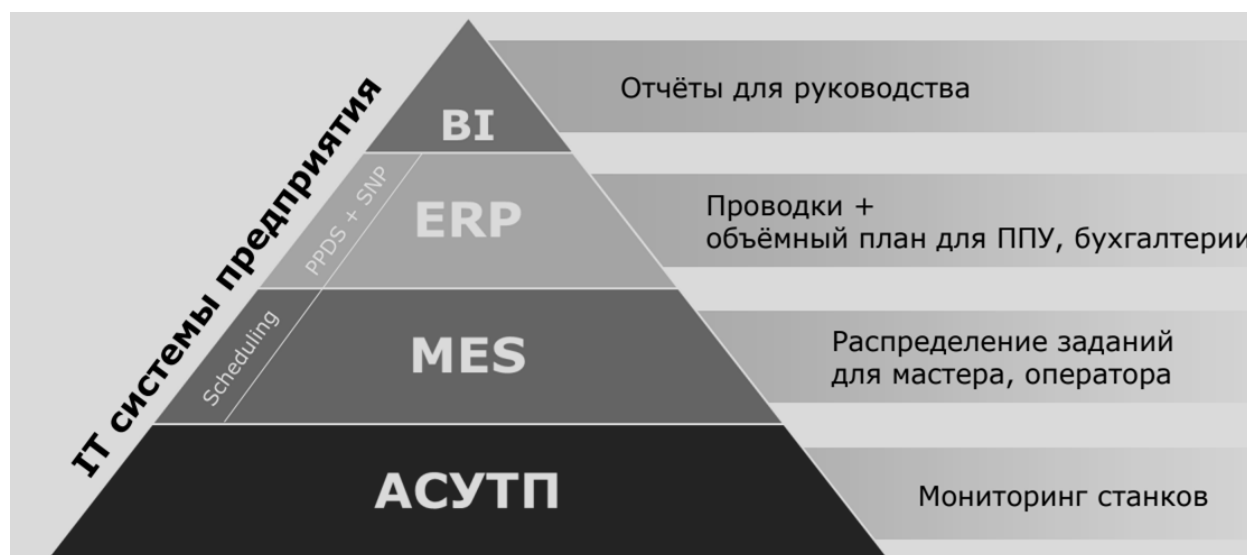 IT системы предприятия
BI
Отчёты для руководства
PPDS + SNP
ERP
Проводки +
объёмный план для ППУ, бухгалтерии
Scheduling
MES
Распределение заданий
для мастера, оператора
АСУТП
Мониторинг станков